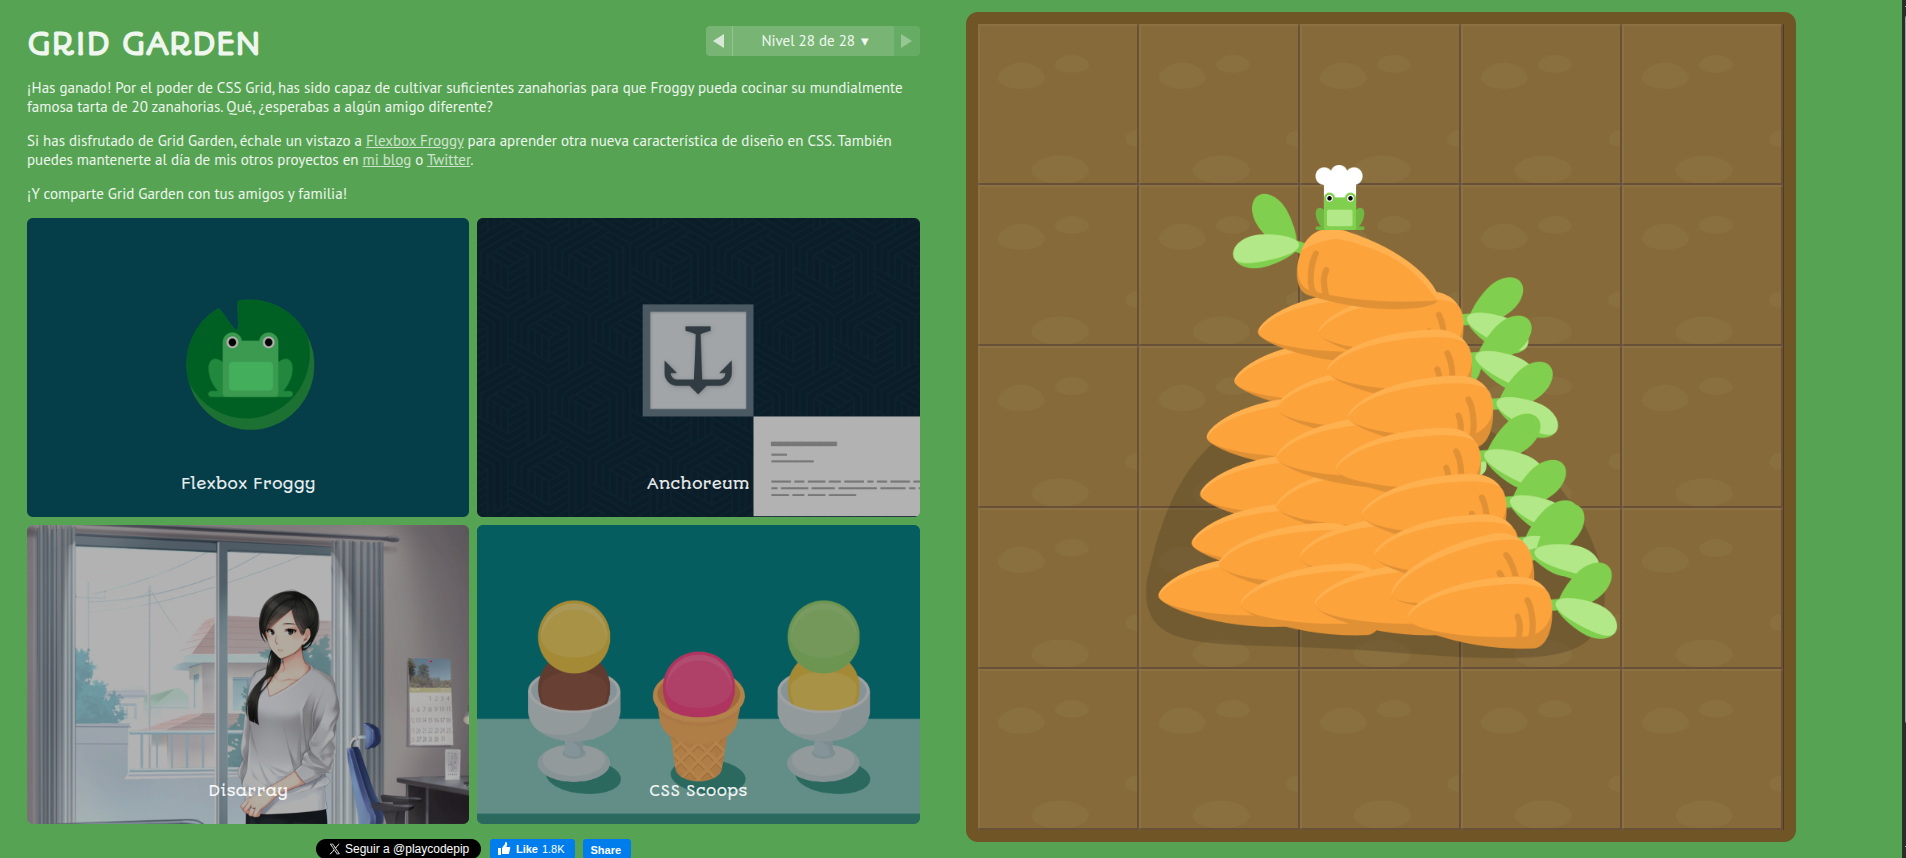 GRID GARDEN
Nivel 28 de 28 ▼
¡Has ganado! Por el poder de CSS Grid, has sido capaz de cultivar suficientes zanahorias para que Froggy pueda cocinar su mundialmente
famosa tarta de 20 zanahorias. Qué, ¿esperabas a algún amigo diferente?
Si has disfrutado de Grid Garden, échale un vistazo a Flexbox Froggy para aprender otra nueva característica de diseño en CSS. También
puedes mantenerte al día de mis otros proyectos en mi blog o Twitter.
¡Y comparte Grid Garden con tus amigos y familia!
Flexbox Froggy
Anchoreum
Disarray
CSS Scoops
Seguir a @playcodepip
Like 1.8K
Share